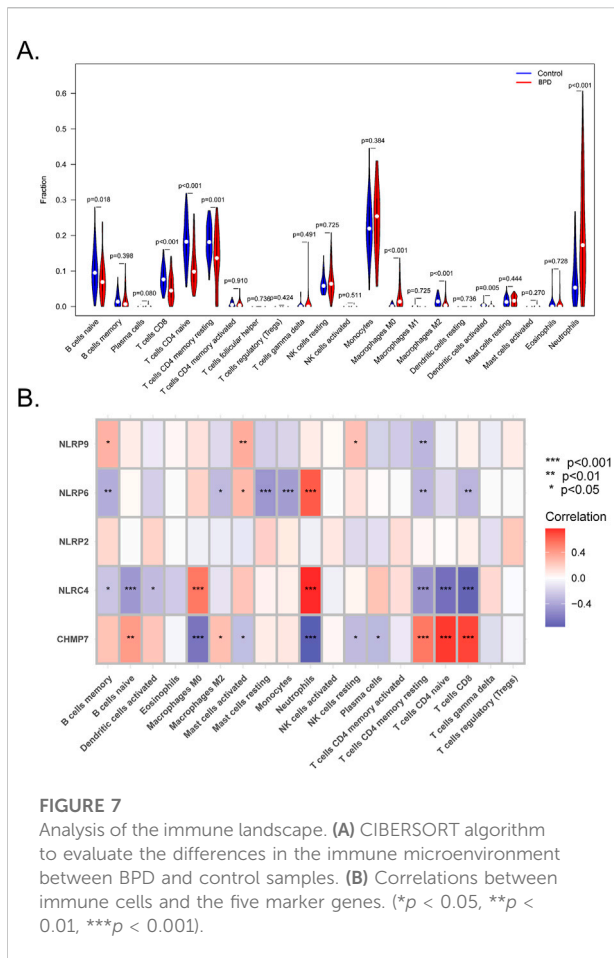 A.
Control
BPD
Fraction
0.6
0.5
0.4
0.3
0.2
0.1
0.0
p=0.018
p=0.398
p=0.080
p<0.001
p<0.001
p=0.001
p=0.910
p=0.736
p=0.424
p=0.491
p=0.725
p=0.511
p=0.384
p<0.001
p=0.725
p<0.001
p=0.736
p=0.005
p=0.444
p=0.270
p=0.728
p<0.001
B cells naive
B cells memory
Plasma cells
T cells CD8
T cells CD4 naive
T cells CD4 memory resting
T cells CD4 memory activated
T cells follicular helper
T cells regulatory (Tregs)
T cells gamma delta
NK cells resting
NK cells activated
Monocytes
Macrophages M0
Macrophages M1
Macrophages M2
Dendritic cells resting
Dendritic cells activated
Mast cells resting
Mast cells activated
Eosinophils
Neutrophils
B.
NLRP9 * ** * **
NLRP6 ** * * *** *** *** ** **
NLRP2
NLRC4 * *** * *** *** *** *** ***
CHMP7 ** *** * * *** * * *** *** ***
*** p<0.001
** p<0.01
* p<0.05
Correlation
0.4
0.0
-0.4
B cells memory
B cells naive
Dendritic cells activated
Eosinophils
Macrophages M0
Macrophages M2
Mast cells activated
Mast cells resting
Monocytes
Neutrophils
NK cells activated
NK cells resting
Plasma cells
T cells CD4 memory activated
T cells CD4 memory resting
T cells CD4 naive
T cells CD8
T cells gamma delta
T cells regulatory (Tregs)
FIGURE 7
Analysis of the immune landscape. (A) CIBERSORT algorithm
to evaluate the differences in the immune microenvironment
between BPD and control samples. (B) Correlations between
immune cells and the five marker genes. (*p < 0.05, **p <
0.01, ***p < 0.001).